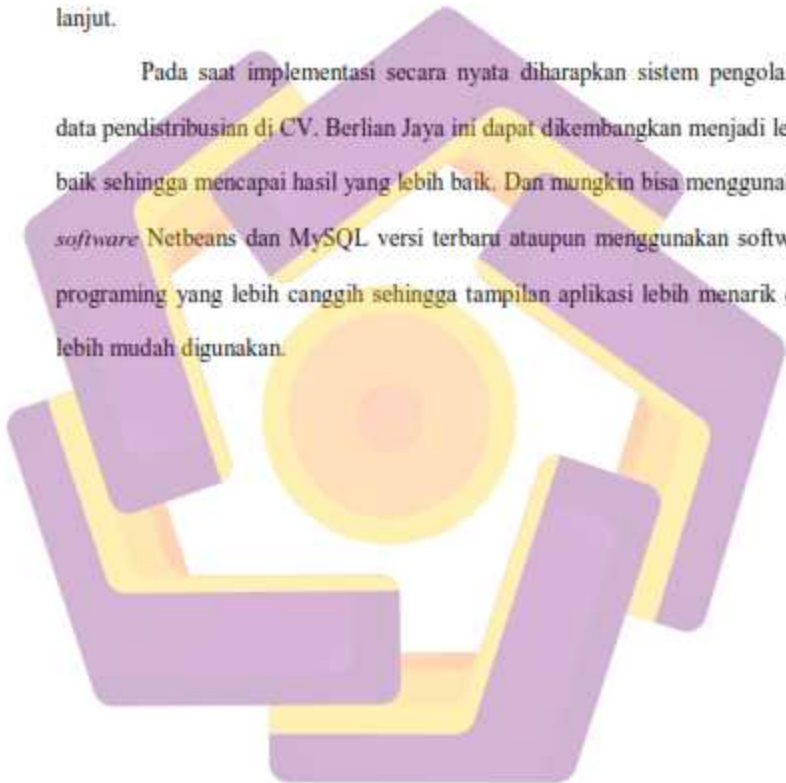 lanjut.
Pada saat implementasi secara nyata diharapkan sistem pengola
data pendistribusian di CV. Berlian Jaya ini dapat dikembangkan menjadi le
baik sehingga mencapai hasil yang lebih baik. Dan mungkin bisa menggunal
software Netbeans dan MySQL versi terbaru ataupun menggunakan softw
programing yang lebih canggih sehingga tampilan aplikasi lebih menarik
lebih mudah digunakan.